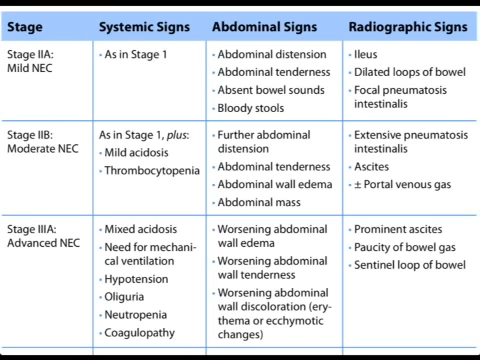 Stage Systemic Signs Abdominal Signs Radiographic Signs
Stage IIA:
Mild NEC
• As in Stage 1
• Abdominal distension
• Abdominal tenderness
• Absent bowel sounds
• Bloody stools
• Ileus
• Dilated loops of bowel
• Focal pneumatosis
intestinalis
Stage IIB:
Moderate NEC
As in Stage 1, plus:
• Mild acidosis
• Thrombocytopenia
• Further abdominal
distension
• Abdominal tenderness
• Abdominal wall edema
• Abdominal mass
• Extensive pneumatosis
intestinalis
• Ascites
• ± Portal venous gas
Stage IIIA:
Advanced NEC
• Mixed acidosis
• Need for mechani-
cal ventilation
• Hypotension
• Oliguria
• Neutropenia
• Coagulopathy
• Worsening abdominal
wall edema
• Worsening abdominal
wall tenderness
• Worsening abdominal
wall discoloration (ery-
thema or ecchymotic
changes)
• Prominent ascites
• Paucity of bowel gas
• Sentinel loop of bowel